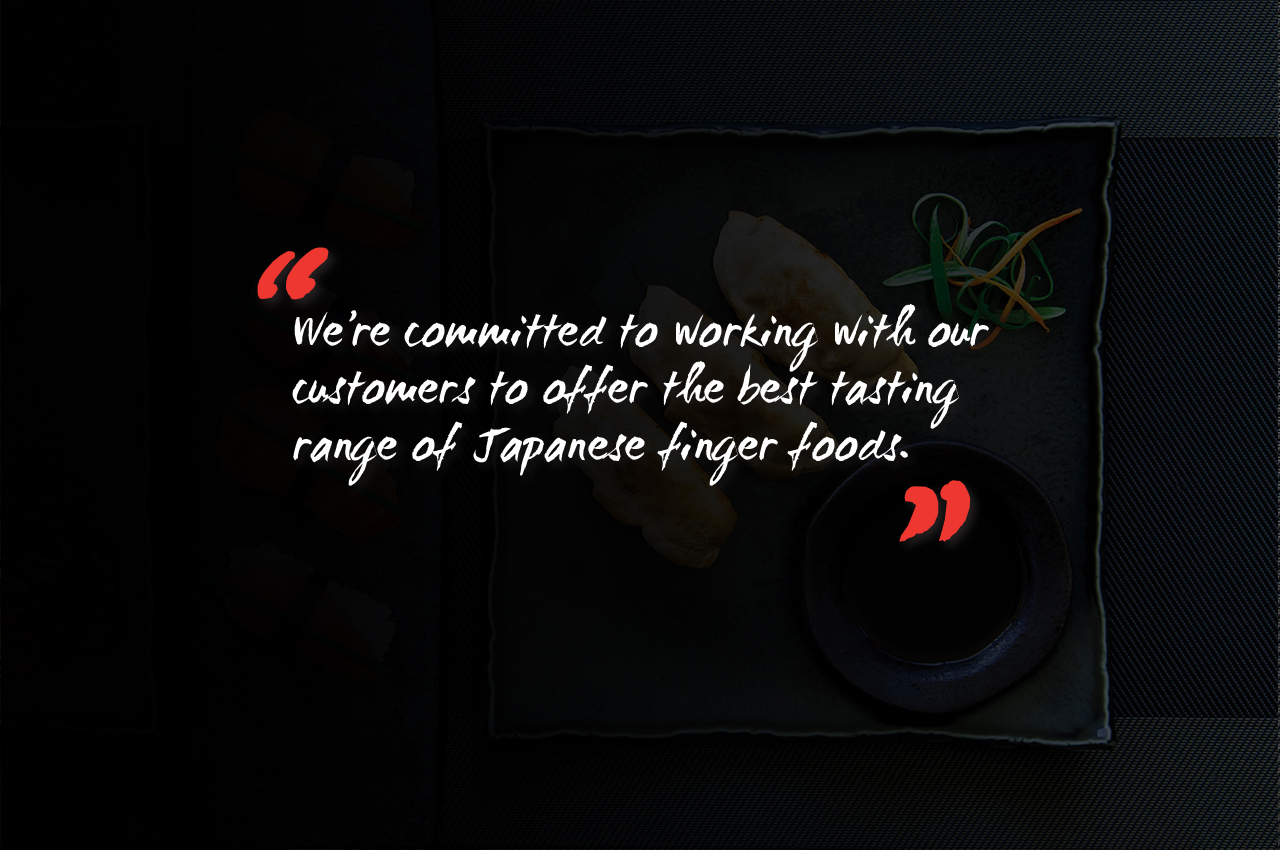 “
We’re committed to working with our
customers to offer the best tasting
range of Japanese finger foods.
”